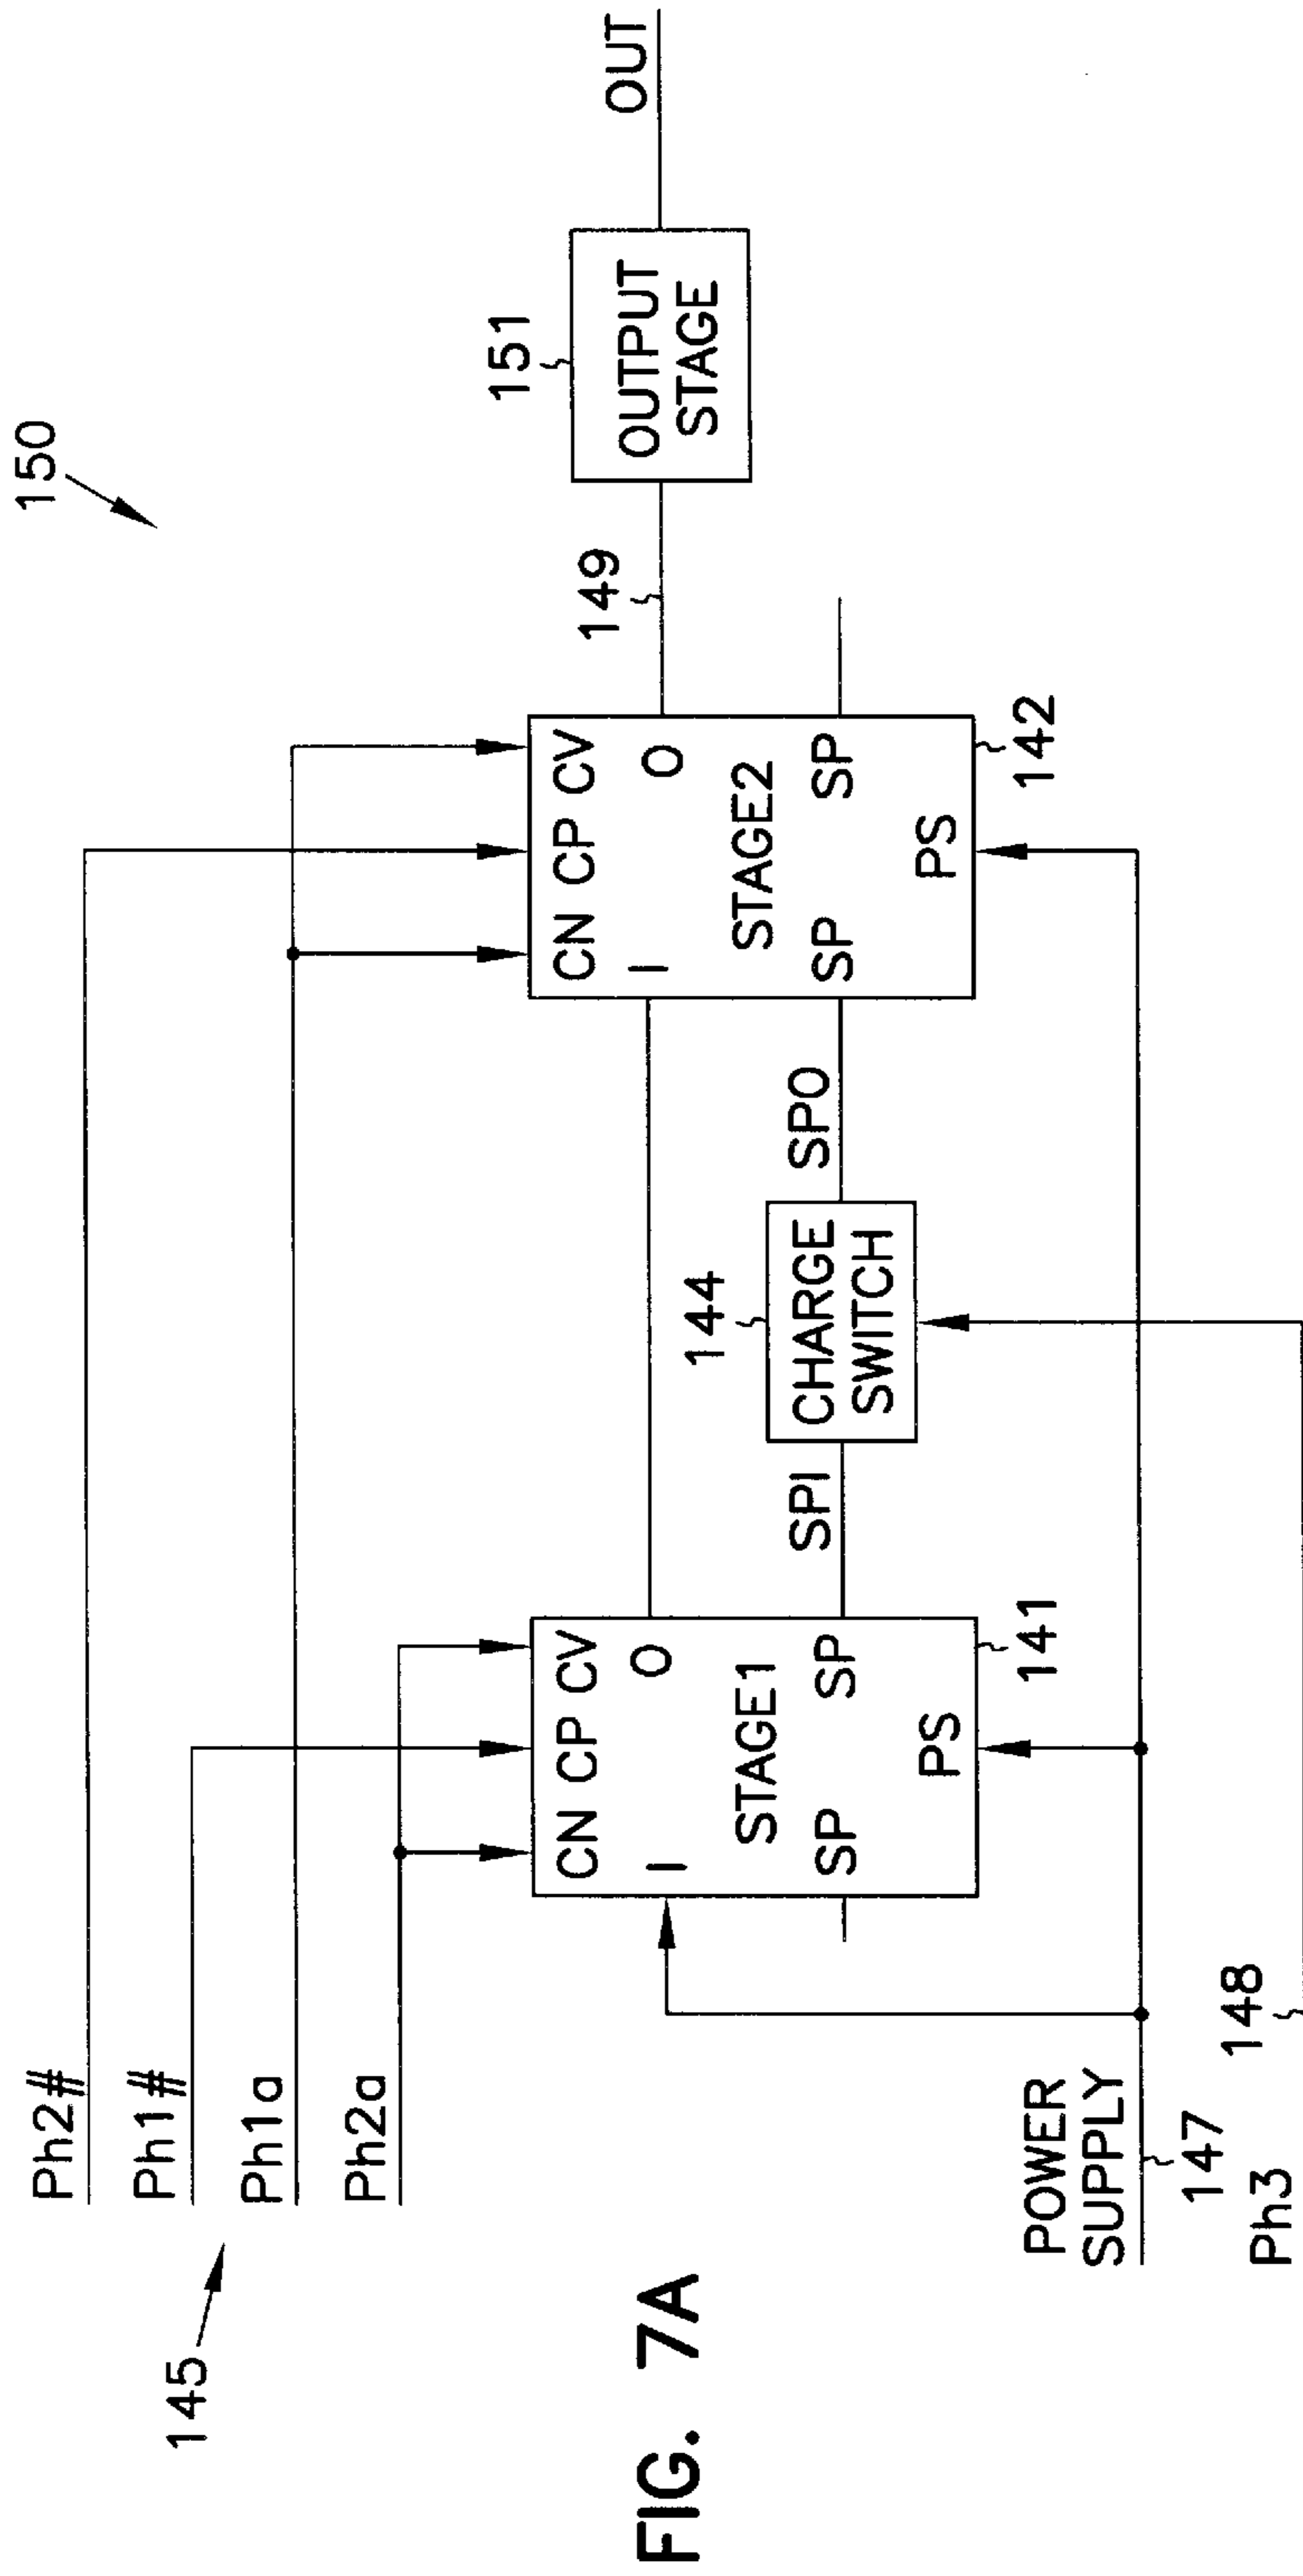 150
Ph2#
Ph1#
Ph1a
Ph2a
145
CN CP CV
I
O
STAGE1
SP
SP
PS
141
CN CP CV
I
O
STAGE2
SP
SP
PS
142
149
151
OUTPUT
STAGE
OUT
SPI
144
CHARGE
SWITCH
SPO
POWER
SUPPLY
147
148
Ph3
FIG. 7A